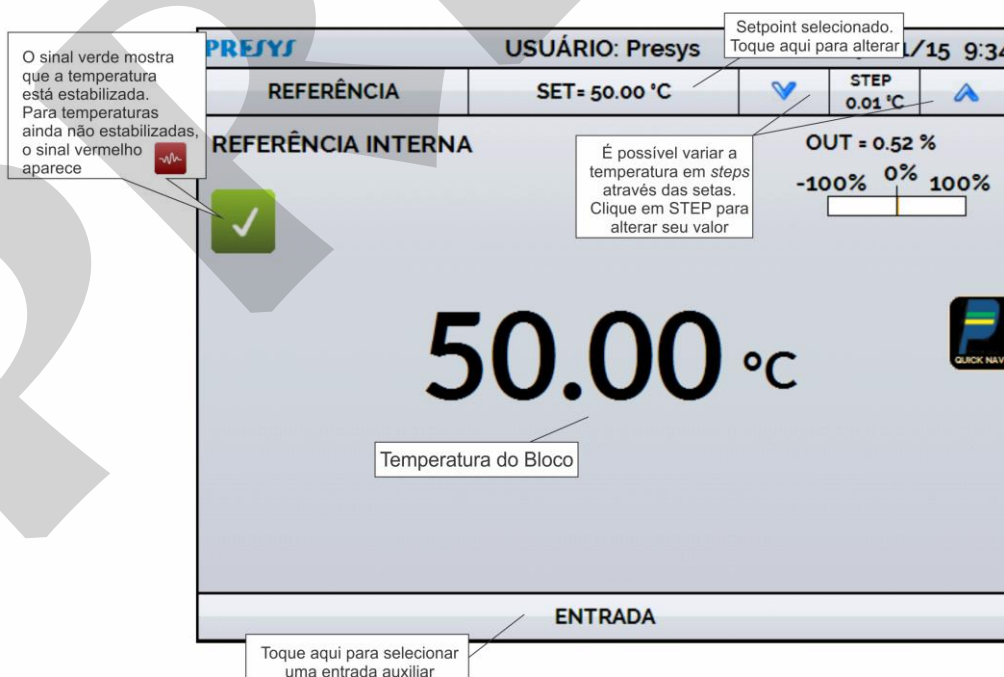 O sinal verde mostra
que a temperatura
está estabilizada.
Para temperaturas
ainda não estabilizadas,
o sinal vermelho
aparece
PRESYS
USUÁRIO: Presys
Setpoint selecionado.
Toque aqui para alterar
1/15 9:34
REFERÊNCIA
SET= 50.00 °C
STEP
0.01 °C
REFERÊNCIA INTERNA
É possível variar a
temperatura em steps
através das setas.
Clique em STEP para
alterar seu valor
OUT = 0.52 %
-100% 0% 100%
50.00 °C
QUICK NAV
Temperatura do Bloco
ENTRADA
Toque aqui para selecionar
uma entrada auxiliar